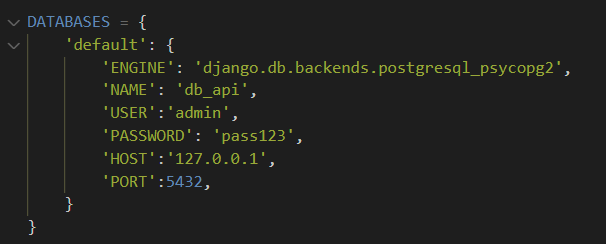 DATABASES = {
    'default': {
        'ENGINE': 'django.db.backends.postgresql_psycopg2',
        'NAME': 'db_api',
        'USER':'admin',
        'PASSWORD': 'pass123',
        'HOST':'127.0.0.1',
        'PORT':5432,
    }
}